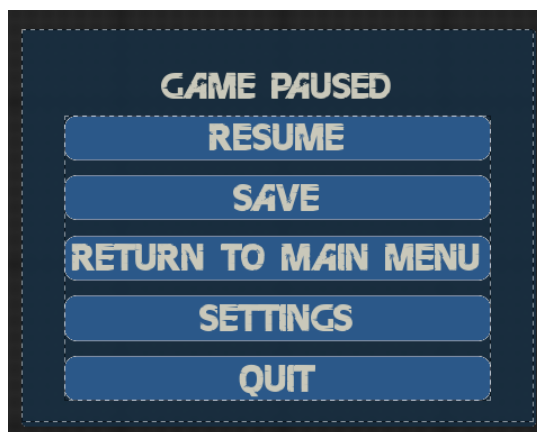 GAME PAUSED
RESUME
SAVE
RETURN TO MAIN MENU
SETTINGS
QUIT